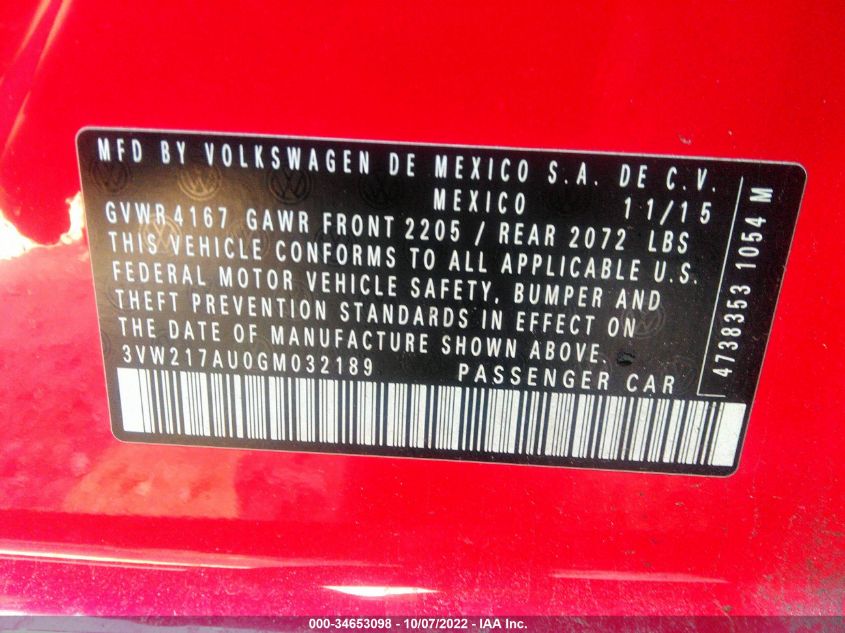 MFD BY VOLKSWAGEN DE MEXICO S.A. DE C.V.
MEXICO 11/15
GVWR 4167 GAWR FRONT 2205 / REAR 2072 LBS
THIS VEHICLE CONFORMS TO ALL APPLICABLE U.S.
FEDERAL MOTOR VEHICLE SAFETY, BUMPER AND
THEFT PREVENTION STANDARDS IN EFFECT ON
THE DATE OF MANUFACTURE SHOWN ABOVE.
3VW217AU0GM032189 PASSENGER CAR
4738353 1054 M
000-34653098 - 10/07/2022 - IAA Inc.